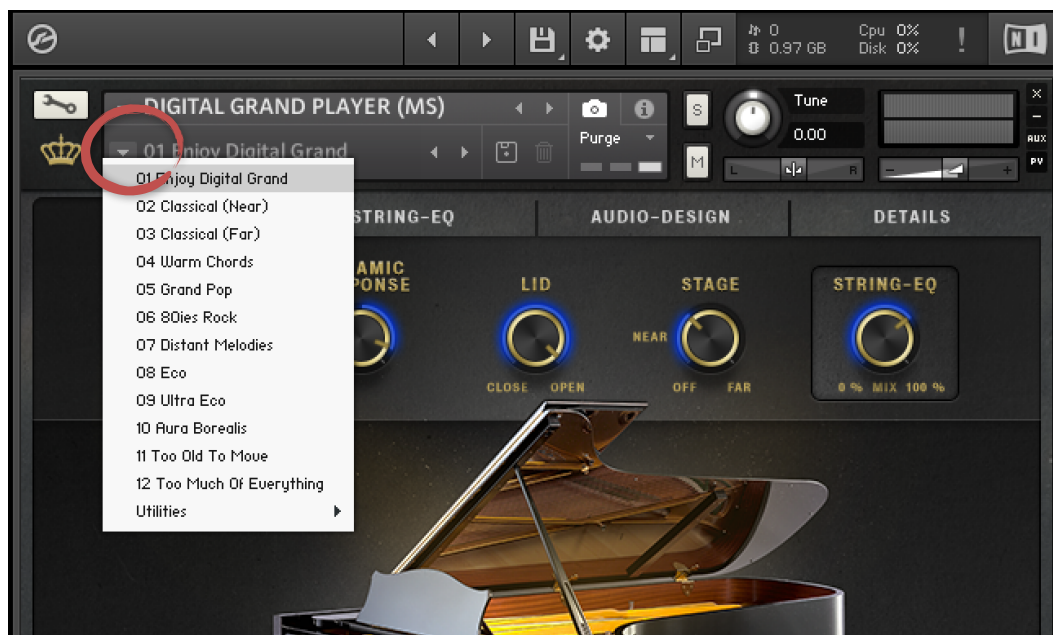 0
0.97 GB
Cpu 0%
Disk 0%
!
NI
DIGITAL GRAND PLAYER (MS)
i
S
Tune
×
-
01 Enjoy Digital Grand
Purge
0.00
AUX
M
L
R
-
+
PV
01 Enjoy Digital Grand
02 Classical (Near)
03 Classical (Far)
04 Warm Chords
05 Grand Pop
06 80ies Rock
07 Distant Melodies
08 Eco
09 Ultra Eco
10 Aura Borealis
11 Too Old To Move
12 Too Much Of Everything
Utilities
STRING-EQ
AUDIO-DESIGN
DETAILS
AMIC
PONSE
LID
STAGE
STRING-EQ
NEAR
CLOSE OPEN
OFF FAR
0 % MIX 100 %